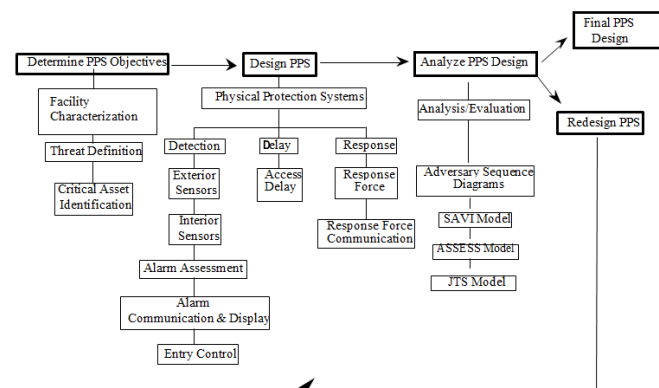 Final PPS
Design
Determine PPS Objectives
Design PPS
Analyze PPS Design
Redesign PPS
Facility
Characterization
Threat Definition
Critical Asset
Identification
Physical Protection Systems
Detection
Exterior
Sensors
Interior
Sensors
Alarm Assessment
Alarm
Communication & Display
Entry Control
Delay
Access
Delay
Response
Response
Force
Response Force
Communication
Analysis/Evaluation
Adversary Sequence
Diagrams
SAVI Model
ASSESS Model
JTS Model